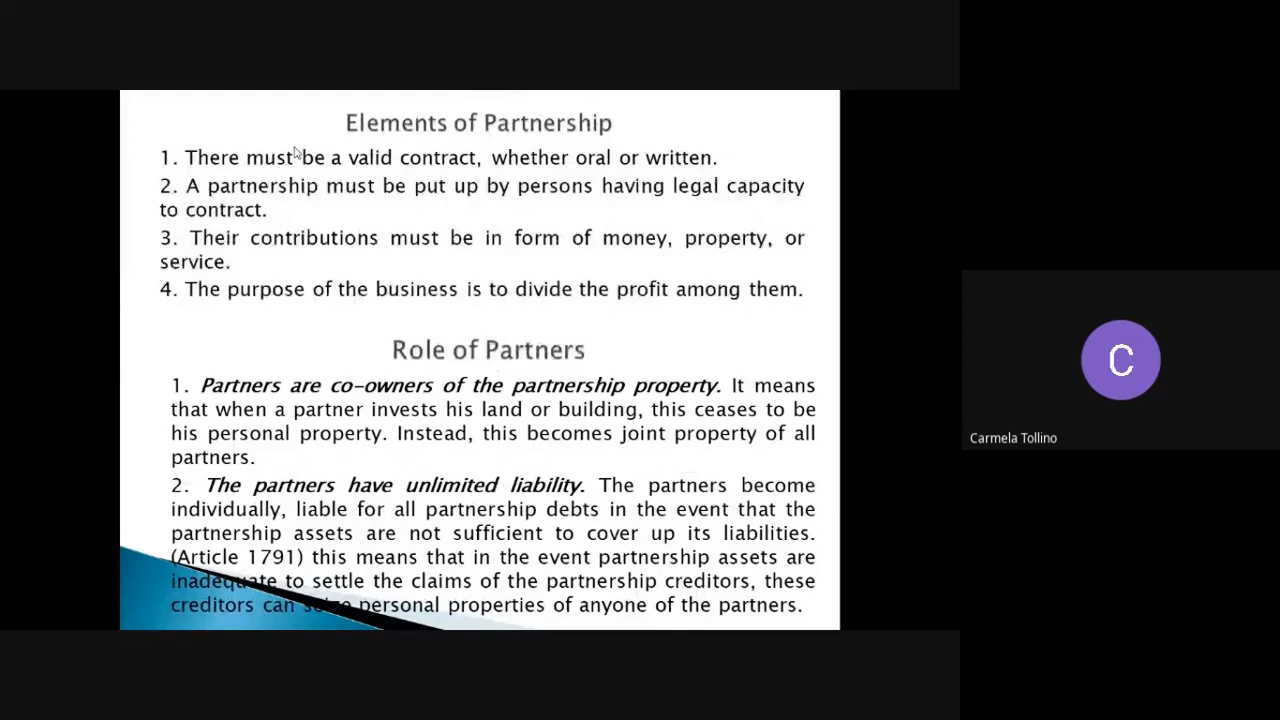 Elements of Partnership
1. There must be a valid contract, whether oral or written.
2. A partnership must be put up by persons having legal capacity
to contract.
3. Their contributions must be in form of money, property, or
service.
4. The purpose of the business is to divide the profit among them.
Role of Partners
1. Partners are co-owners of the partnership property. It means
that when a partner invests his land or building, this ceases to be
his personal property. Instead, this becomes joint property of all
partners.
2. The partners have unlimited liability. The partners become
individually, liable for all partnership debts in the event that the
partnership assets are not sufficient to cover up its liabilities.
(Article 1791) this means that in the event partnership assets are
inadequate to settle the claims of the partnership creditors, these
creditors can seize personal properties of anyone of the partners.
C
Carmela Tollino